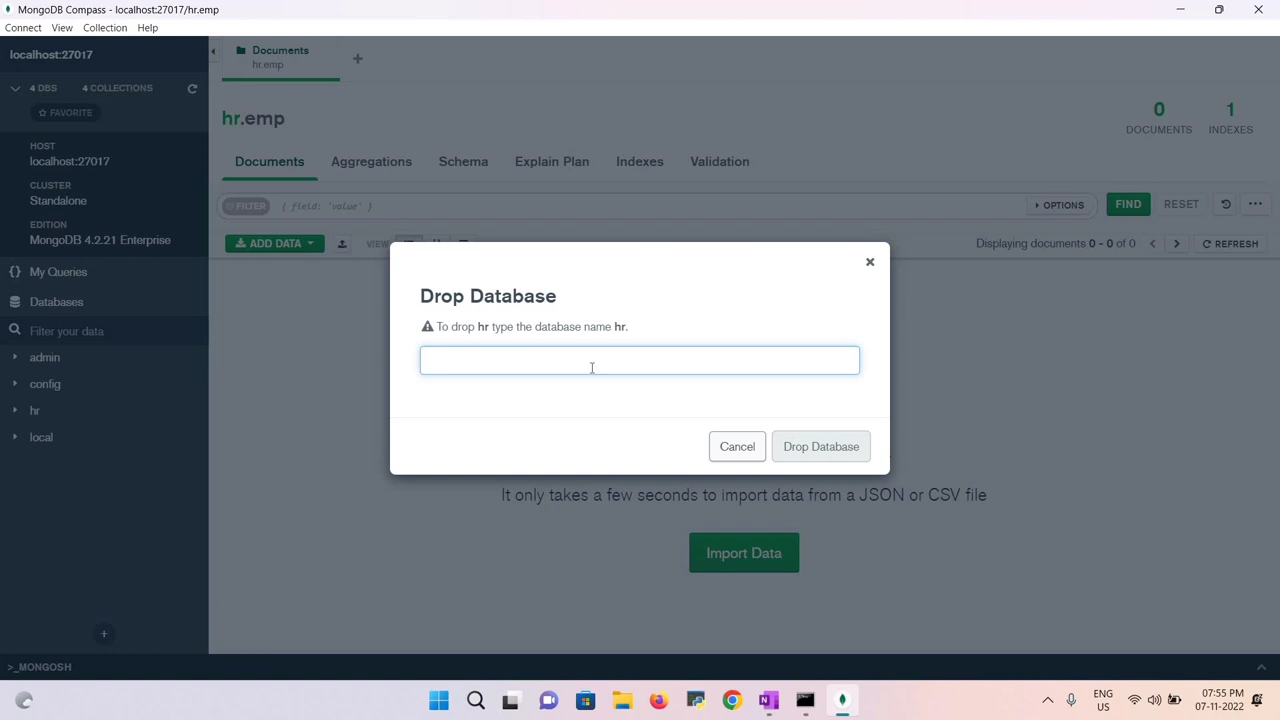 MongoDB Compass - localhost:27017/hr.emp
Connect View Collection Help
localhost:27017
Documents
hr.emp
4 DBS 4 COLLECTIONS
FAVORITE
HOST
localhost:27017
CLUSTER
Standalone
EDITION
MongoDB 4.2.21 Enterprise
{} My Queries
Databases
Filter your data
admin
config
hr
local
hr.emp
0 DOCUMENTS
1 INDEXES
Documents Aggregations Schema Explain Plan Indexes Validation
FILTER { field: 'value' } OPTIONS FIND RESET
ADD DATA VIEW Displaying documents 0 - 0 of 0 REFRESH
Drop Database
To drop hr type the database name hr.
Cancel Drop Database
It only takes a few seconds to import data from a JSON or CSV file
Import Data
>_MONGOSH
ENG
US
07:55 PM
07-11-2022